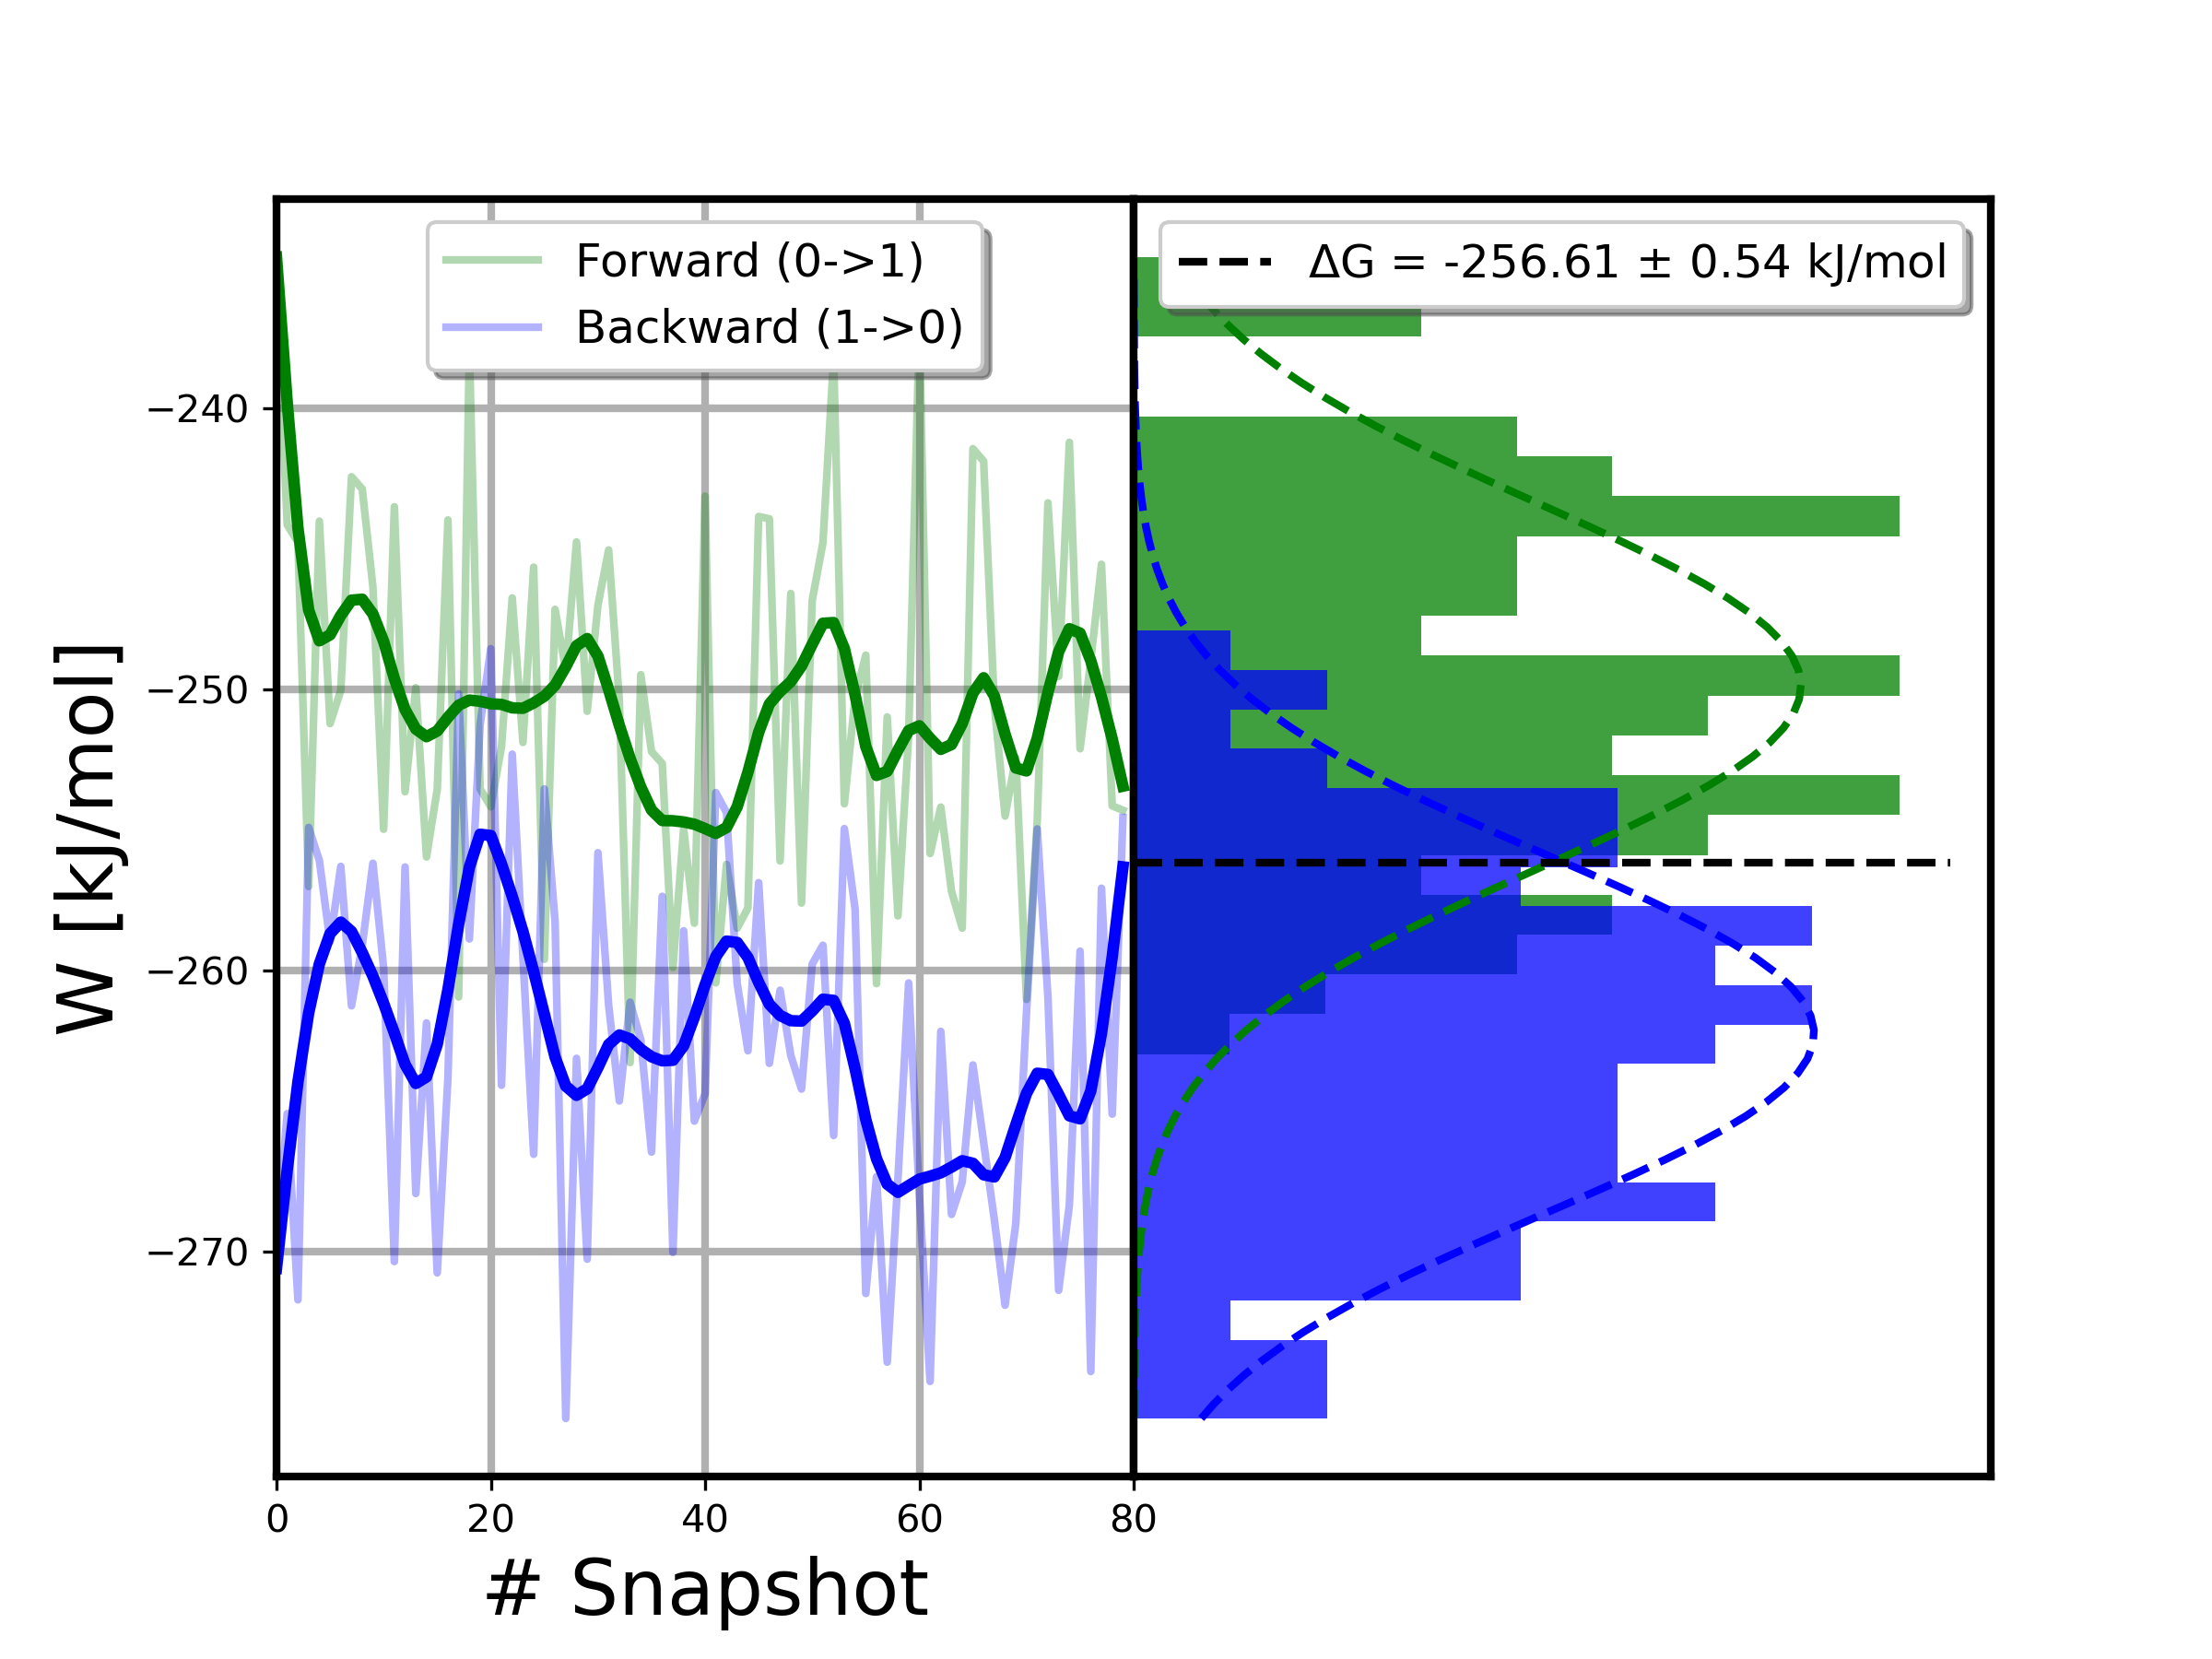 Forward (0->1)
Backward (1->0)
ΔG = -256.61 ± 0.54 kJ/mol
−240
−250
−260
−270
W [kJ/mol]
0 20 40 60 80
# Snapshot